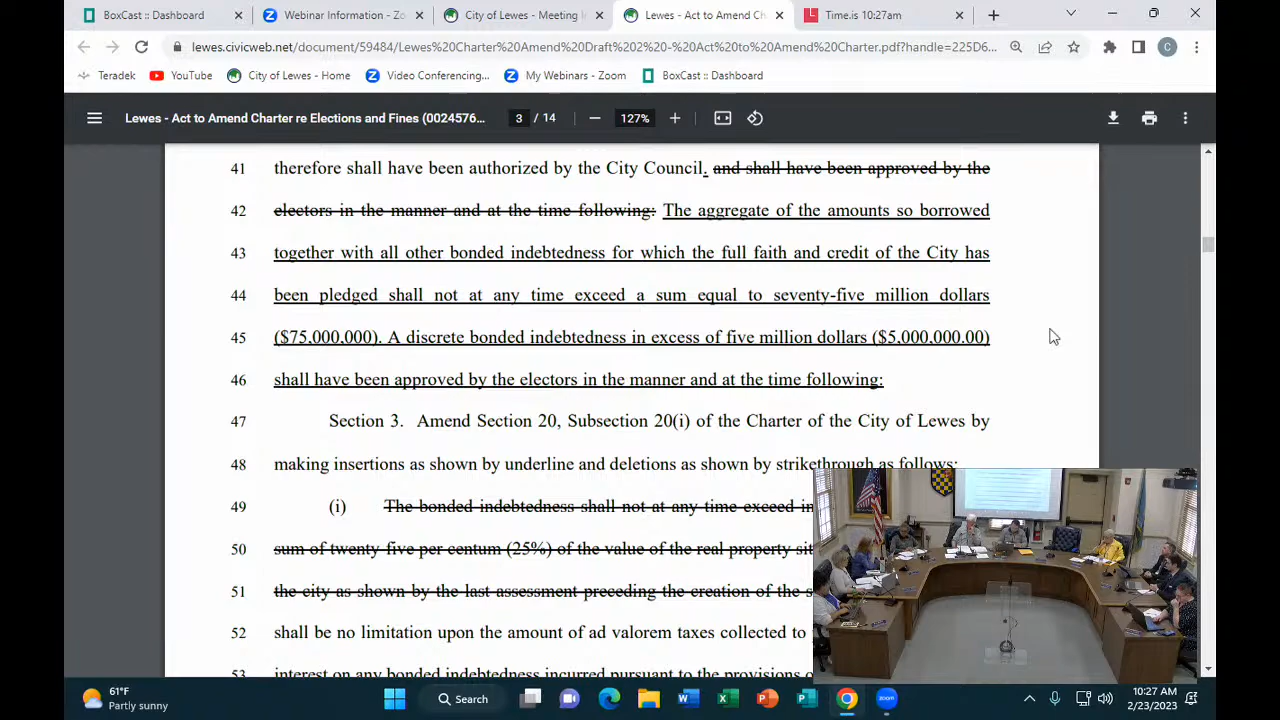 BoxCast :: Dashboard
Webinar Information - Zo
City of Lewes - Meeting I
Lewes - Act to Amend Ch
Time.is 10:27am
lewes.civicweb.net/document/59484/Lewes%20Charter%20Amend%20Draft%202%20-%20Act%20to%20Amend%20Charter.pdf?handle=225D6...
C
Teradek
YouTube
City of Lewes - Home
Video Conferencing,...
My Webinars - Zoom
BoxCast :: Dashboard
Lewes - Act to Amend Charter re Elections and Fines (0024576...
3 / 14
127%
41 therefore shall have been authorized by the City Council. and shall have been approved by the
42 electors in the manner and at the time following: The aggregate of the amounts so borrowed
43 together with all other bonded indebtedness for which the full faith and credit of the City has
44 been pledged shall not at any time exceed a sum equal to seventy-five million dollars
45 ($75,000,000). A discrete bonded indebtedness in excess of five million dollars ($5,000,000.00)
46 shall have been approved by the electors in the manner and at the time following:
47 Section 3. Amend Section 20, Subsection 20(i) of the Charter of the City of Lewes by
48 making insertions as shown by underline and deletions as shown by strikethrough as follows:
49 (i) The bonded indebtedness shall not at any time exceed in
50 sum of twenty five per centum (25%) of the value of the real property sit
51 the city as shown by the last assessment preceding the creation of the s
52 shall be no limitation upon the amount of ad valorem taxes collected to
53 interest on any bonded indebtedness incurred pursuant to the provisions o
61°F
Partly sunny
Search
zoom
10:27 AM
2/23/2023